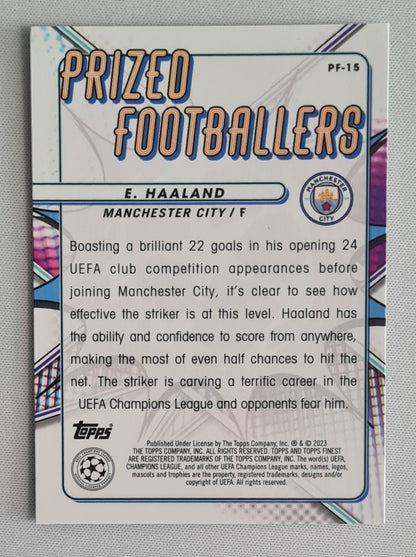 PF-15
PRIZED
FOOTBALLERS
E. HAALAND
MANCHESTER CITY / F
MANCHESTER
CITY
Boasting a brilliant 22 goals in his opening 24
UEFA club competition appearances before
joining Manchester City, it's clear to see how
effective the striker is at this level. Haaland has
the ability and confidence to score from anywhere,
making the most of even half chances to hit the
net. The striker is carving a terrific career in the
UEFA Champions League and opponents fear him.
Topps
Published Under License by The Topps Company, Inc. ® & © 2023
THE TOPPS COMPANY, INC. ALL RIGHTS RESERVED. TOPPS AND TOPPS FINEST
ARE REGISTERED TRADEMARKS OF THE TOPPS COMPANY, INC. The word(s) UEFA,
CHAMPIONS LEAGUE, and all other UEFA Champions League marks, names, logos,
mascots and trophies are the property, registered trademarks, designs and/or
copyright of UEFA. All rights reserved.